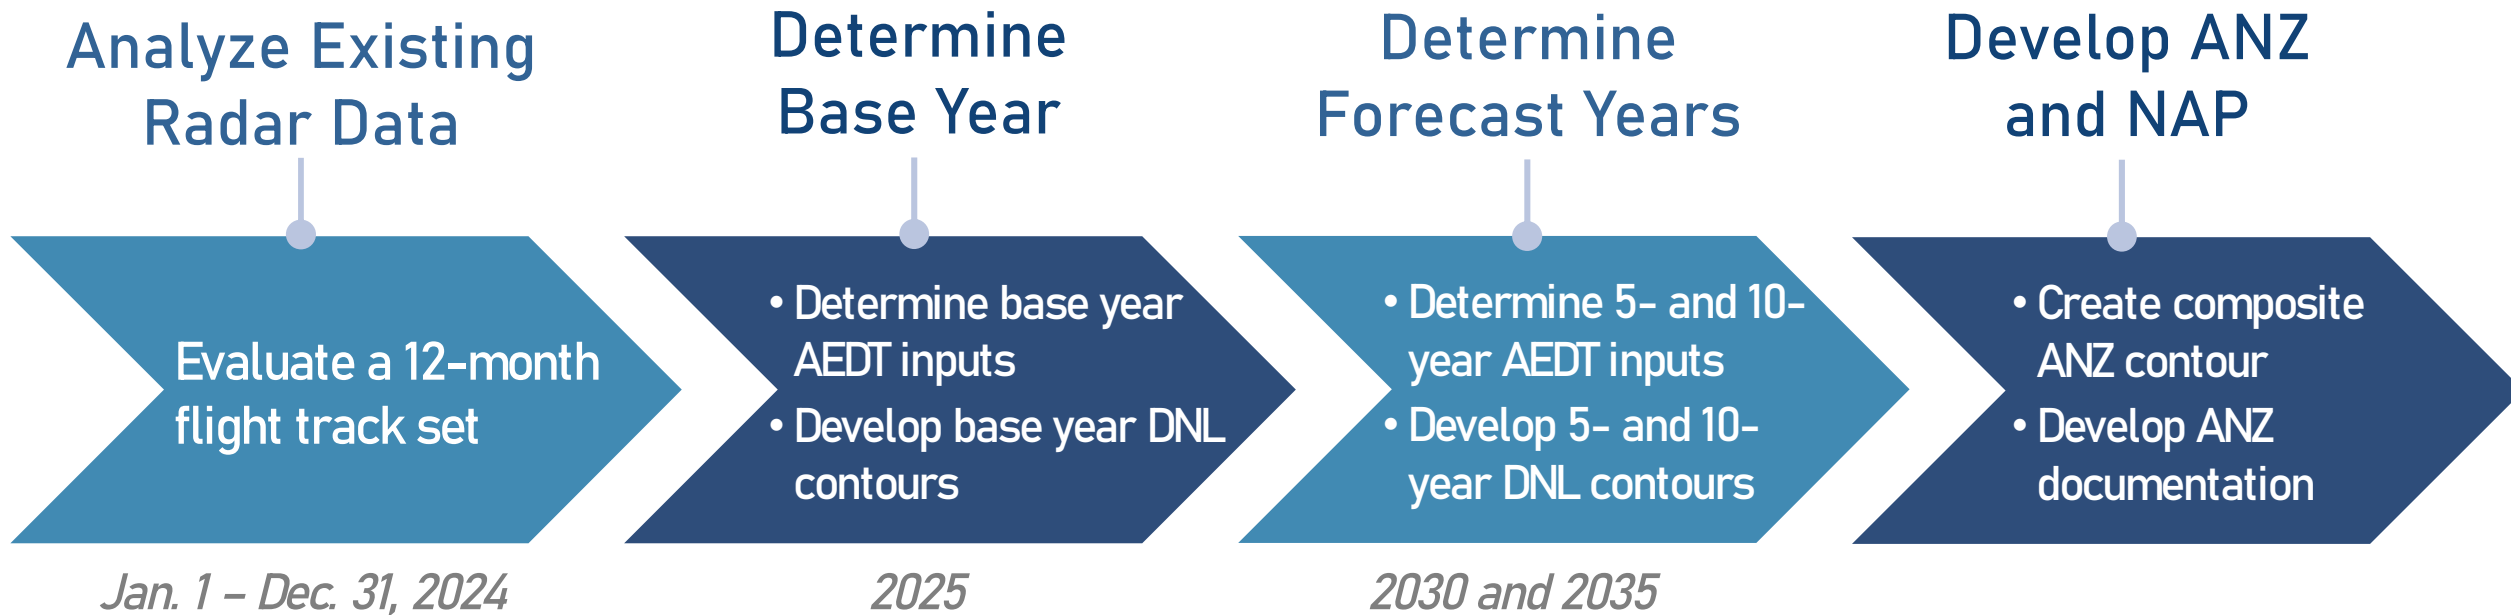 Analyze Existing
Radar Data
Evaluate a 12-month
flight track set
Jan. 1 – Dec. 31, 2024
Determine
Base Year
• Determine base year
AEDT inputs
• Develop base year DNL
contours
2025
Determine
Forecast Years
• Determine 5- and 10-
year AEDT inputs
• Develop 5- and 10-
year DNL contours
2030 and 2035
Develop ANZ
and NAP
• Create composite
ANZ contour
• Develop ANZ
documentation